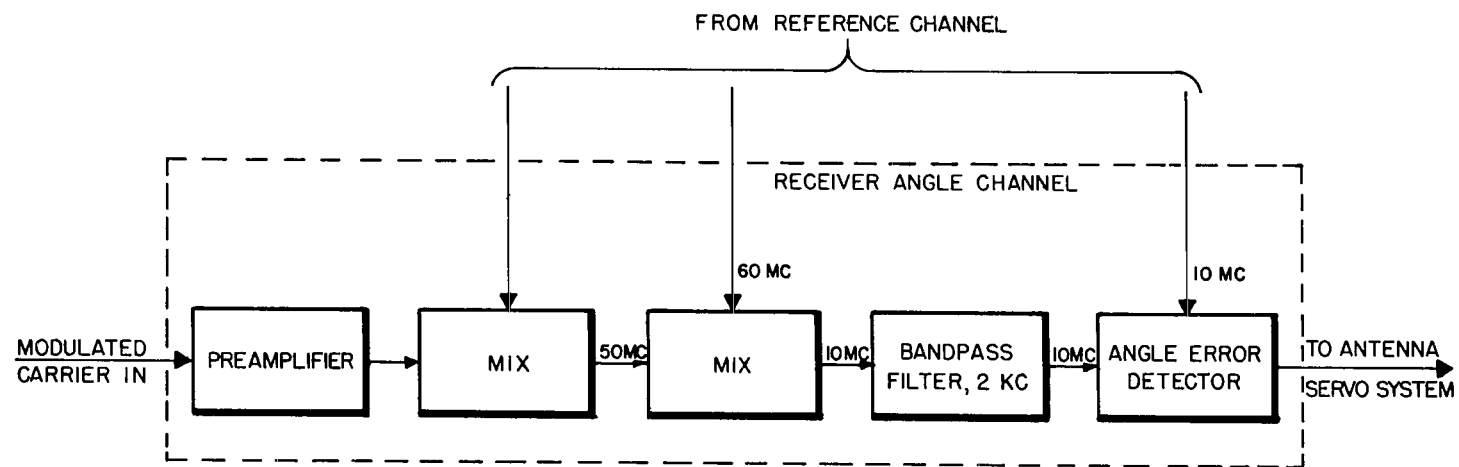 FROM REFERENCE CHANNEL
RECEIVER ANGLE CHANNEL
60 MC
10 MC
MODULATED
CARRIER IN
PREAMPLIFIER
MIX
50MC
MIX
10MC
BANDPASS
FILTER, 2 KC
10MC
ANGLE ERROR
DETECTOR
TO ANTENNA
SERVO SYSTEM